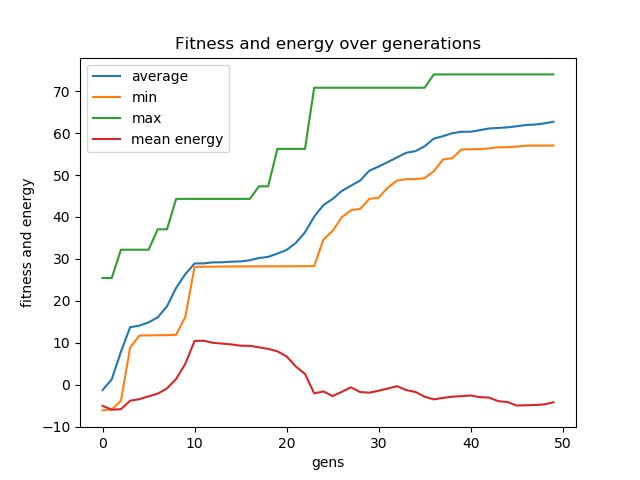 Fitness and energy over generations
average
min
max
mean energy
fitness and energy
70
60
50
40
30
20
10
0
−10
0 10 20 30 40 50
gens